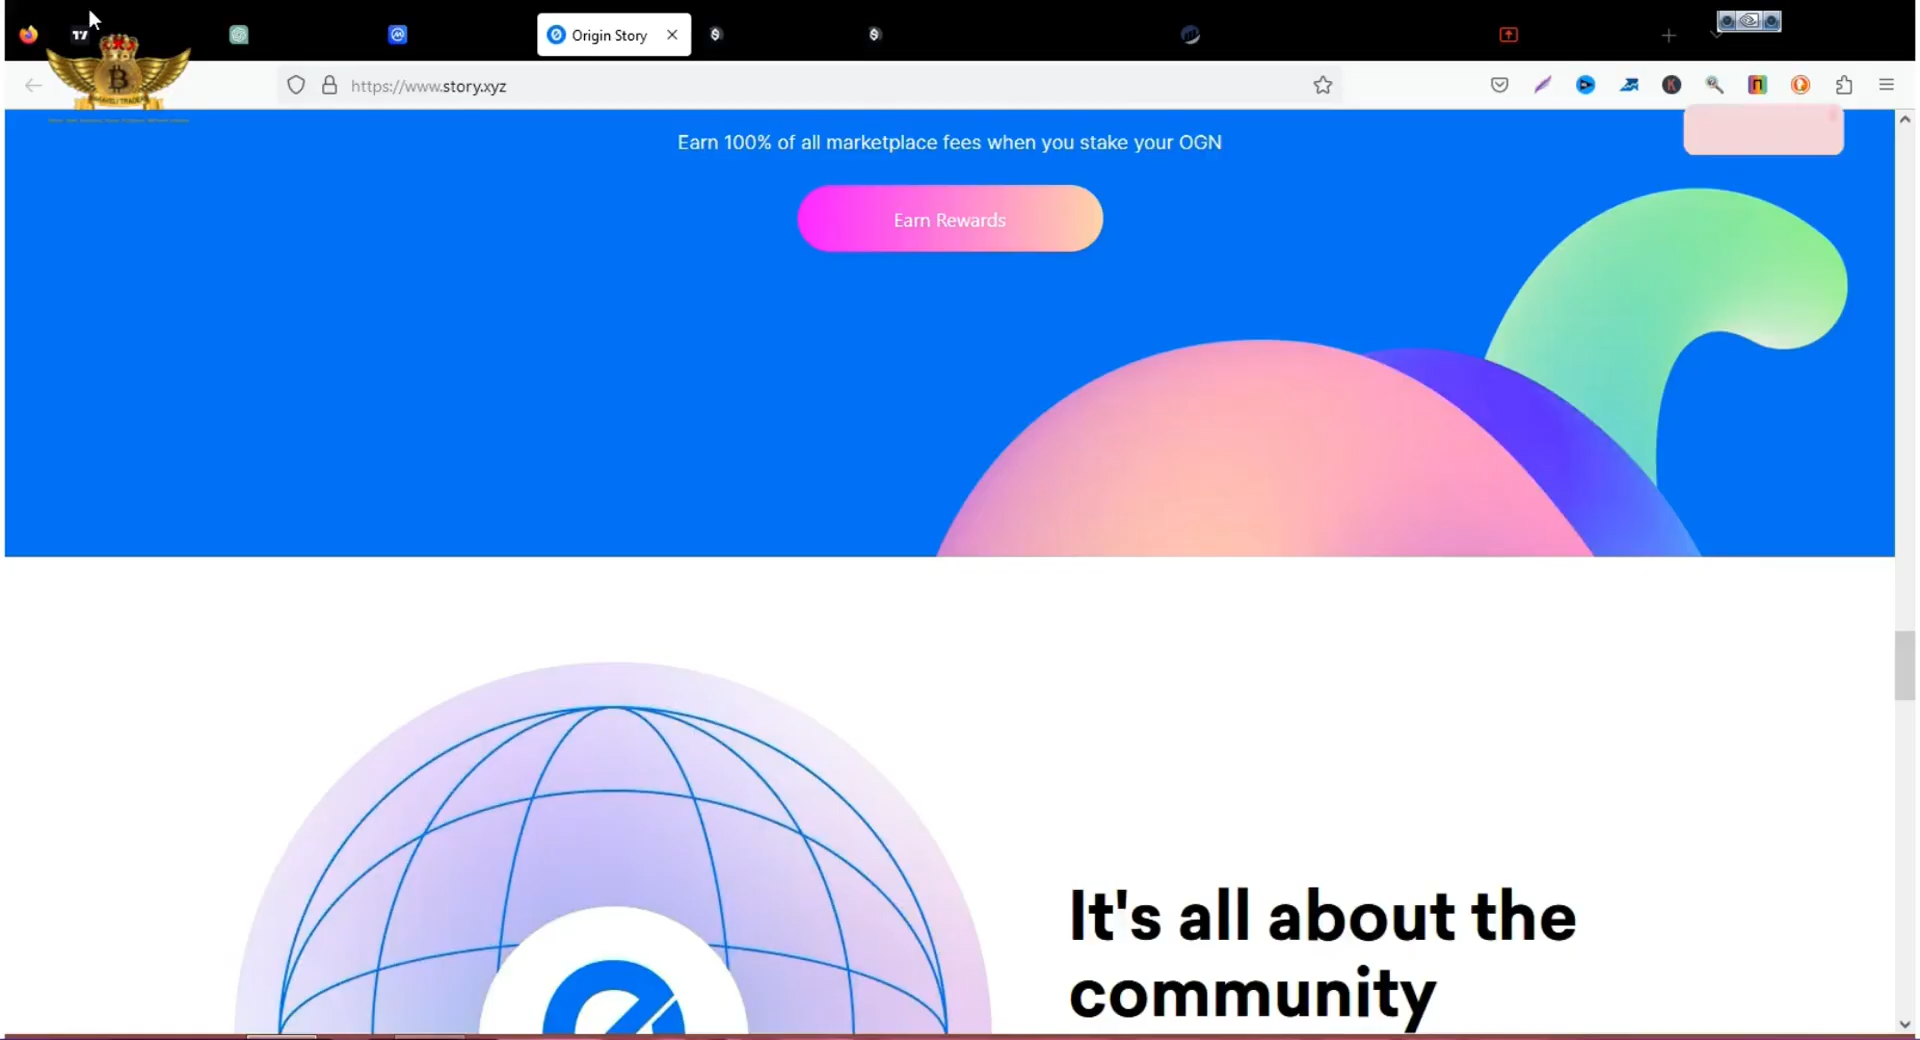 Origin Story
https://www.story.xyz
Earn 100% of all marketplace fees when you stake your OGN
Earn Rewards
It's all about the
community